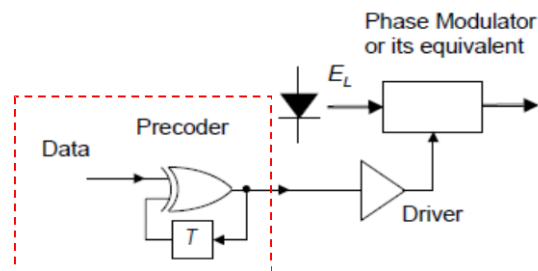 Phase Modulator
or its equivalent
E_L
Precoder
Data
T
Driver